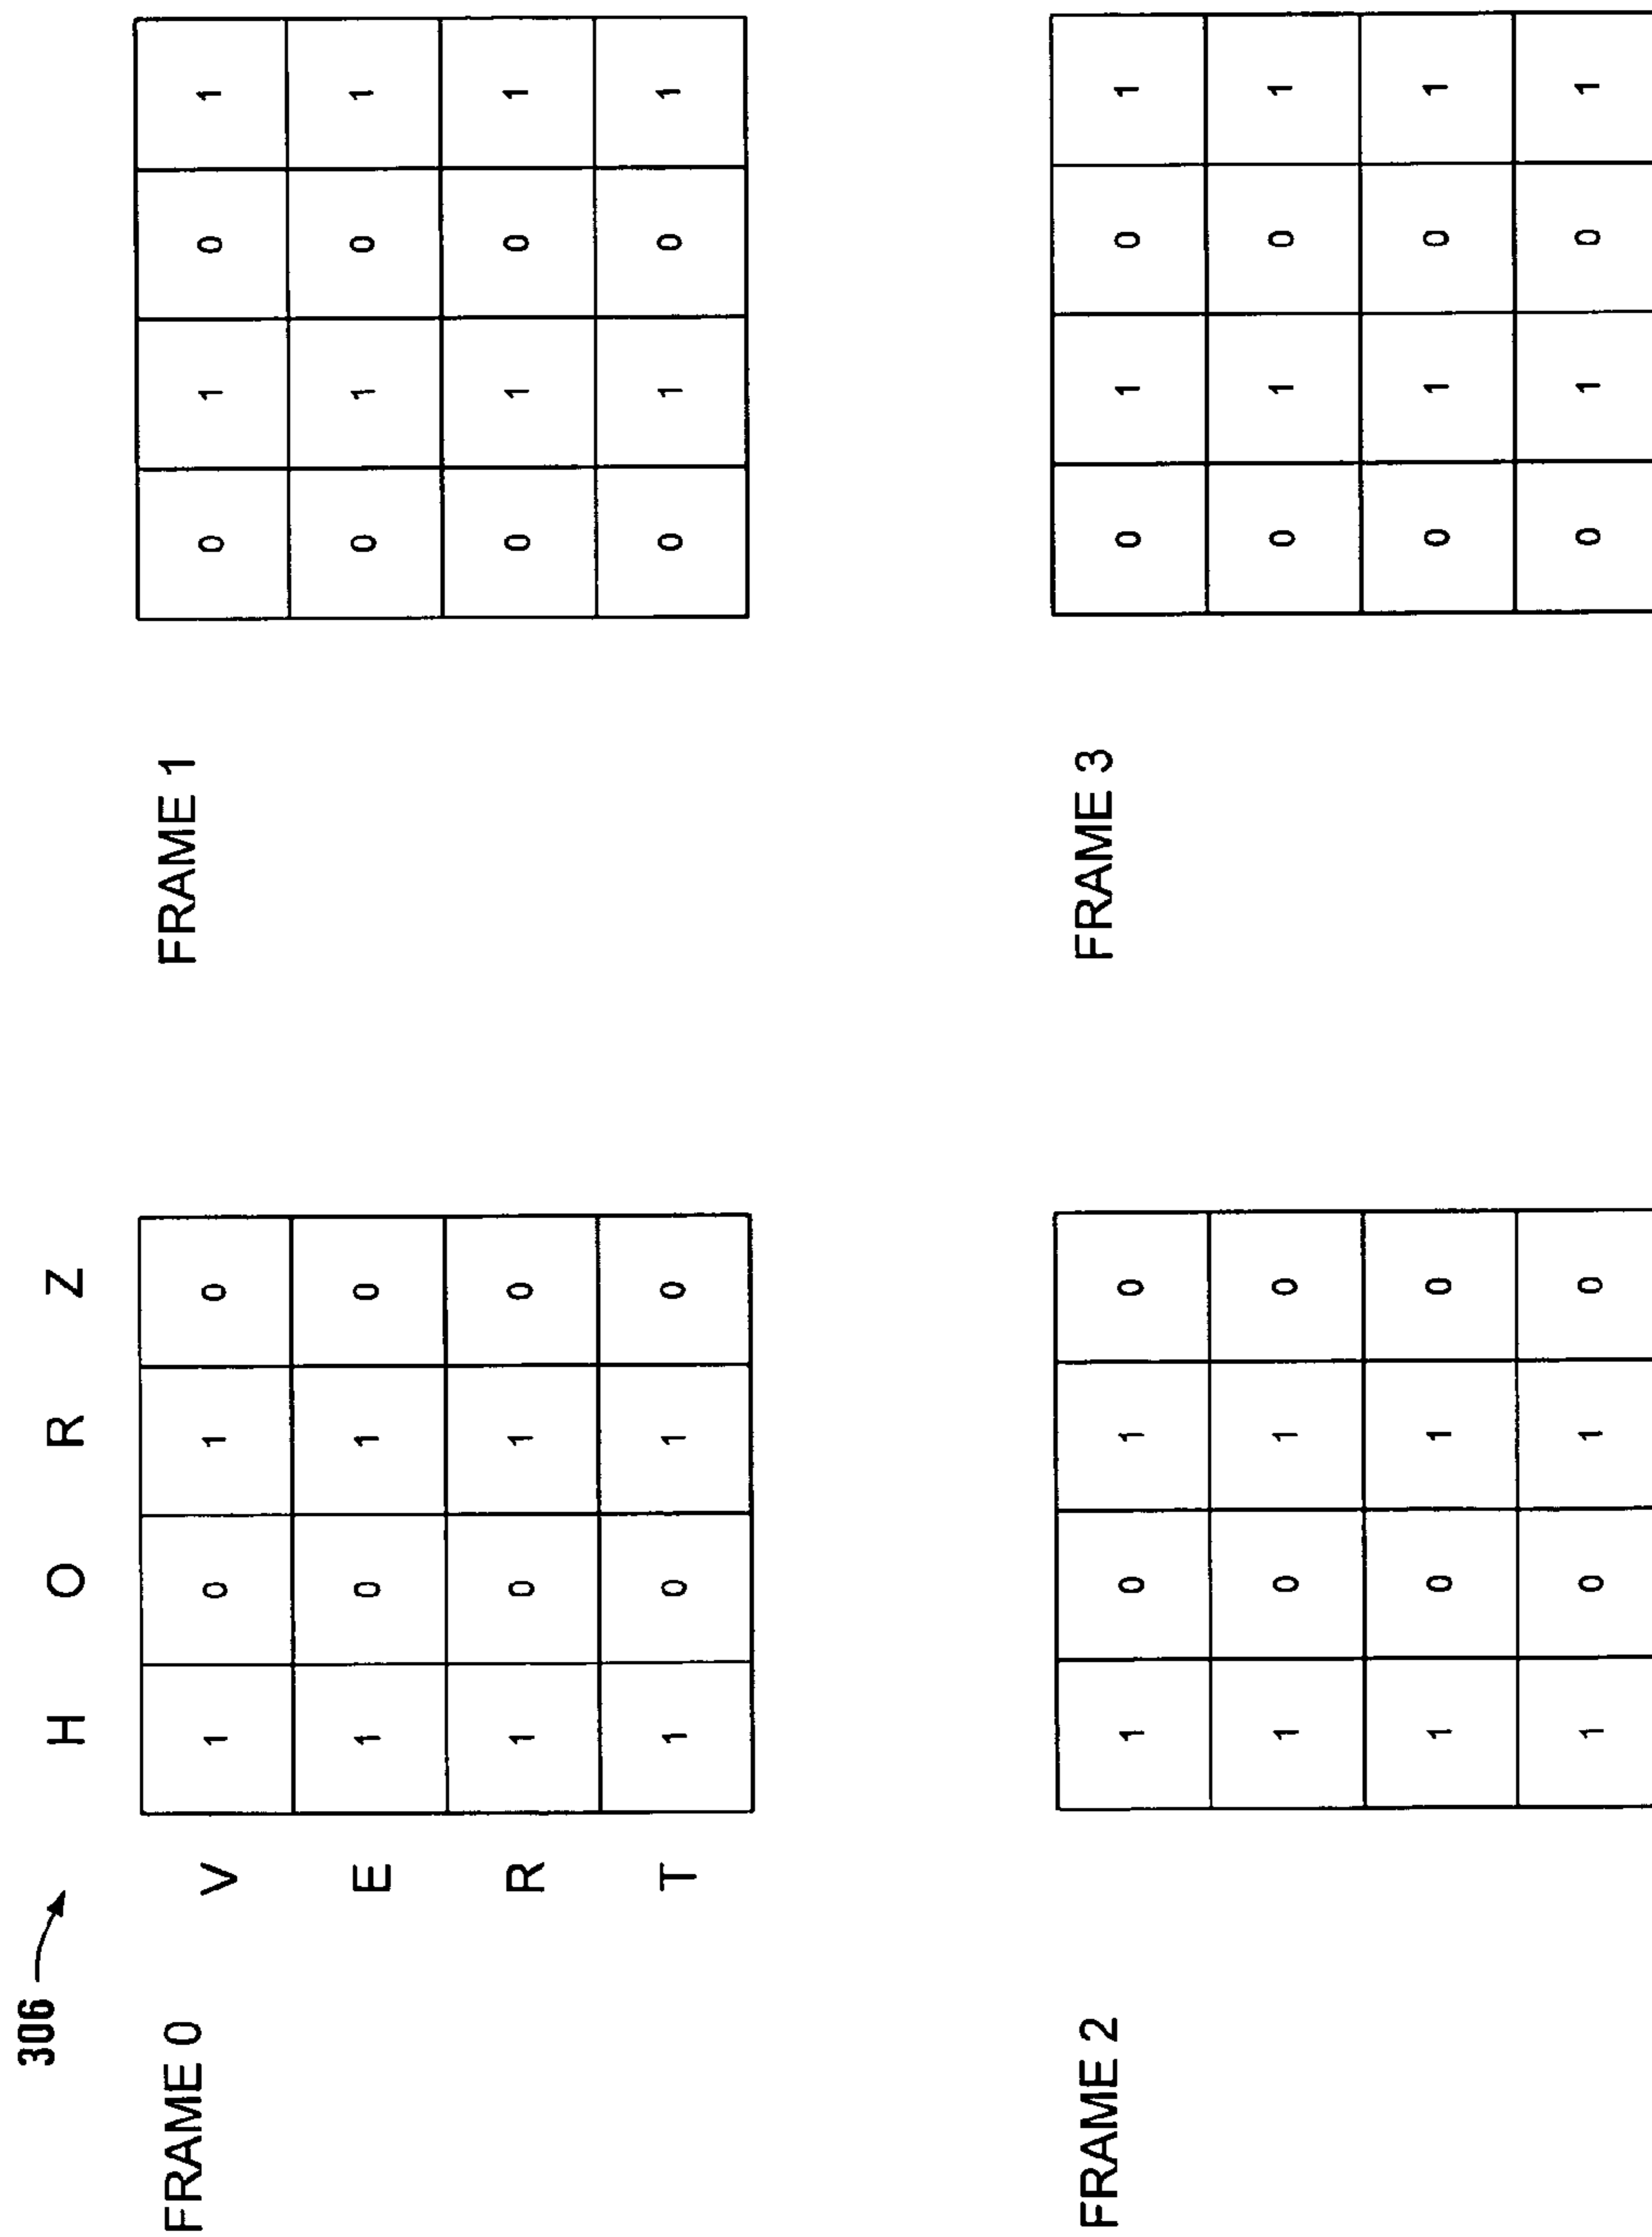 306
H O R Z
FRAME 0 V 1 0 1 0 FRAME 1 0 1 0 1
E 1 0 1 0 0 1 0 1
R 1 0 1 0 0 1 0 1
T 1 0 1 0 0 1 0 1
FRAME 2 1 0 1 0 FRAME 3 0 1 0 1
1 0 1 0 0 1 0 1
1 0 1 0 0 1 0 1
1 0 1 0 0 1 0 1